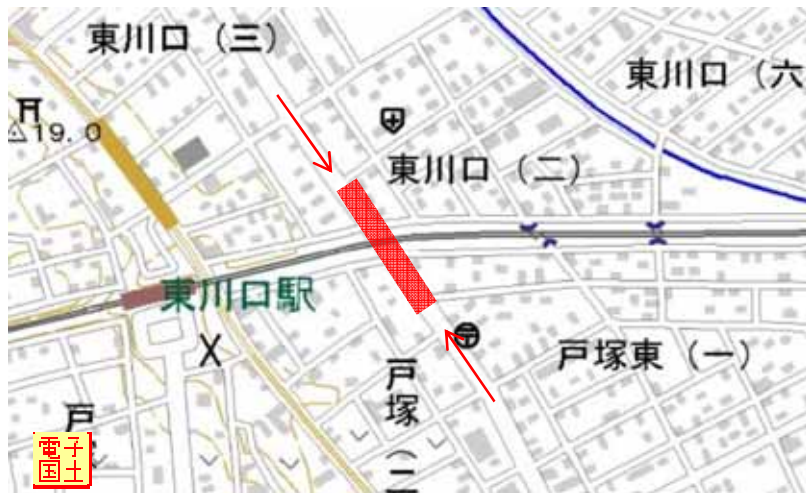 東川口（三）
東川口（六
19.0
東川口（二）
東川口駅
X
戸塚東（一）
戸塚（二
戸
電子
国土